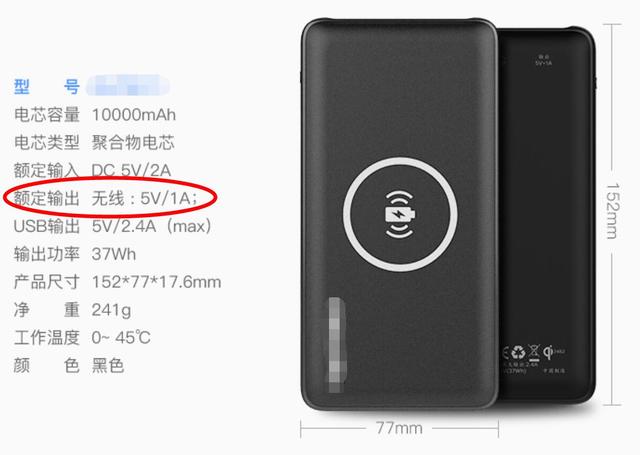 型 号
电芯容量 10000mAh
电芯类型 聚合物电芯
额定输入 DC 5V/2A
额定输出 无线：5V/1A;
USB输出 5V/2.4A（max)
输出功率 37Wh
产品尺寸 152*77*17.6mm
净 重 241g
工作温度 0~ 45℃
颜 色 黑色
5V⎓1A
152mm
77mm